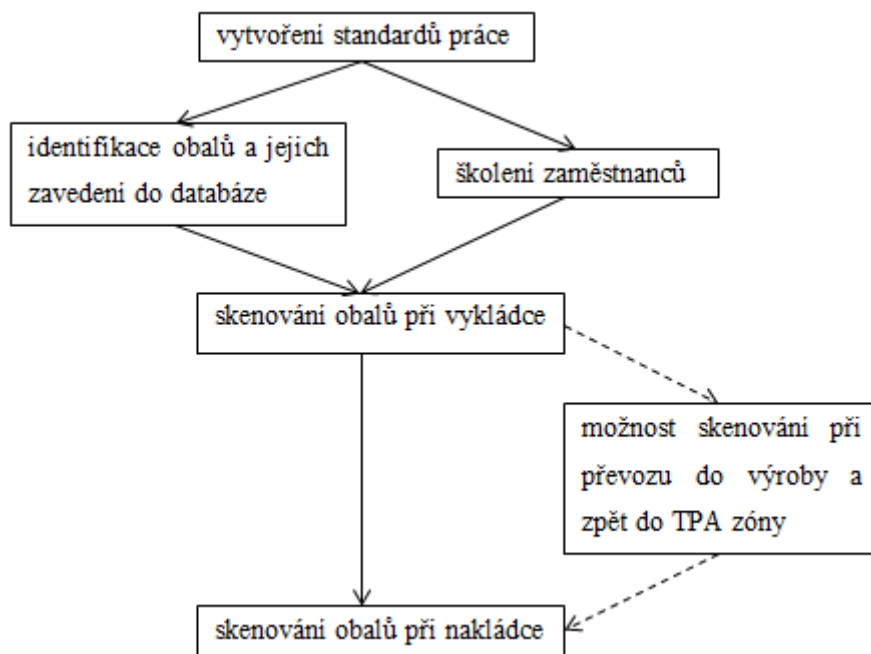 vytvoření standardů práce
identifikace obalů a jejich
zavedení do databáze
školení zaměstnanců
skenování obalů při vykládce
možnost skenování při
převozu do výroby a
zpět do TPA zóny
skenování obalů při nakládce